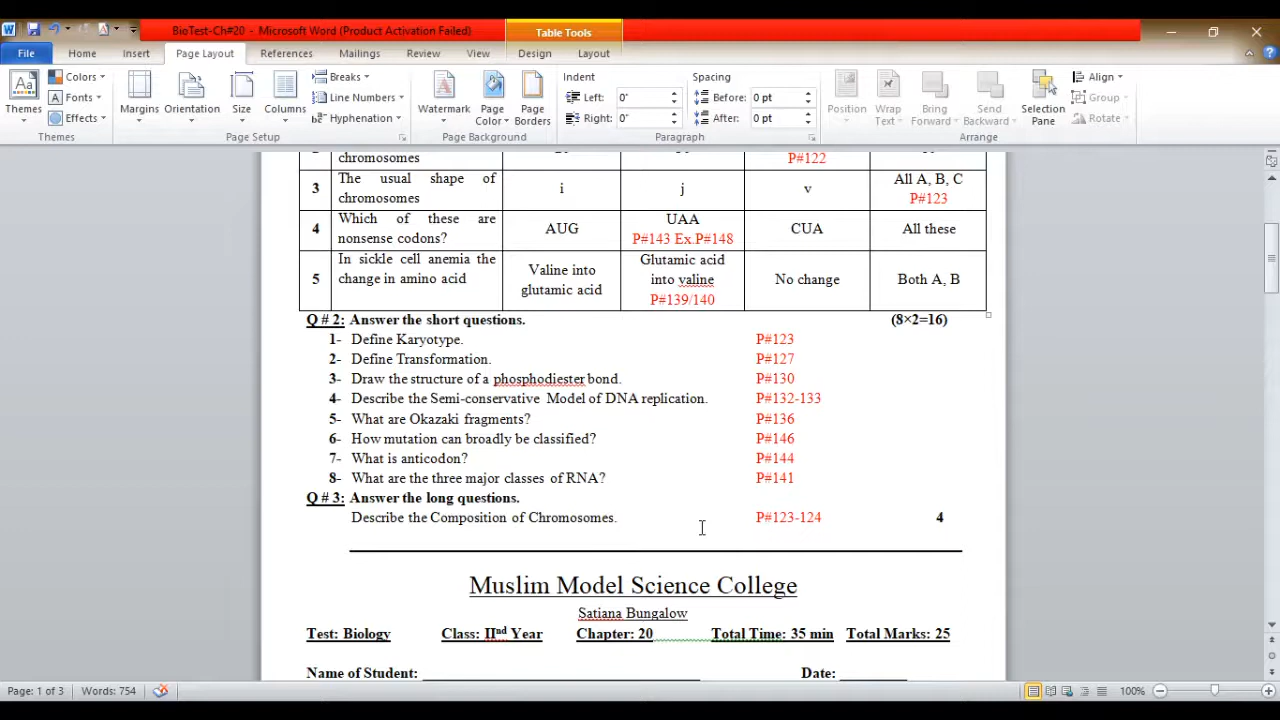 BioTest-Ch#20 - Microsoft Word (Product Activation Failed)
Table Tools
File Home Insert Page Layout References Mailings Review View Design Layout
Themes
Colors
Fonts
Effects
Themes
Margins
Orientation
Size
Columns
Breaks
Line Numbers
Hyphenation
Page Setup
Watermark
Page Color
Page Borders
Page Background
Indent
Left: 0"
Right: 0"
Spacing
Before: 0 pt
After: 0 pt
Paragraph
Position
Wrap Text
Bring Forward
Send Backward
Selection Pane
Align
Group
Rotate
Arrange
chromosomes P#122
3 The usual shape of chromosomes i j v All A, B, C P#123
4 Which of these are nonsense codons? AUG UAA P#143 Ex.P#148 CUA All these
5 In sickle cell anemia the change in amino acid Valine into glutamic acid Glutamic acid into valine P#139/140 No change Both A, B
Q # 2: Answer the short questions. (8×2=16)
1- Define Karyotype. P#123
2- Define Transformation. P#127
3- Draw the structure of a phosphodiester bond. P#130
4- Describe the Semi-conservative Model of DNA replication. P#132-133
5- What are Okazaki fragments? P#136
6- How mutation can broadly be classified? P#146
7- What is anticodon? P#144
8- What are the three major classes of RNA? P#141
Q # 3: Answer the long questions.
Describe the Composition of Chromosomes. P#123-124 4
Muslim Model Science College
Satiana Bungalow
Test: Biology Class: IInd Year Chapter: 20 Total Time: 35 min Total Marks: 25
Name of Student: Date:
Page: 1 of 3 Words: 754 100%